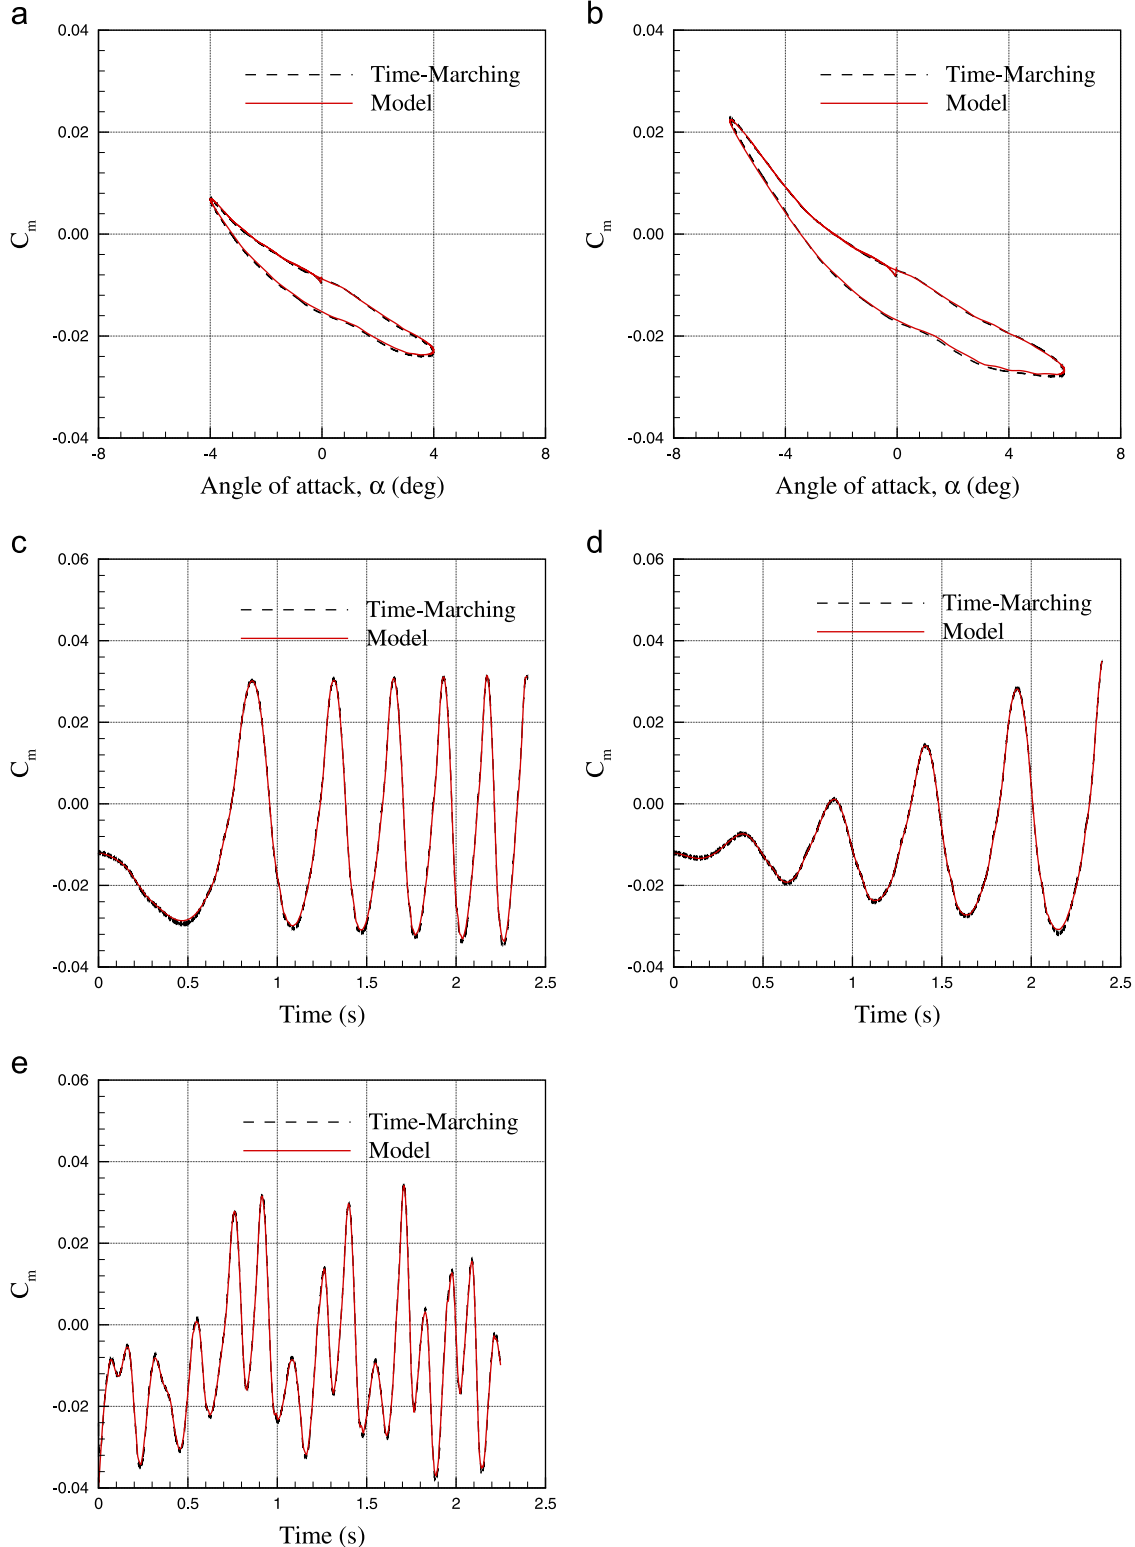 a
0.04
0.02
0.00
-0.02
-0.04
C_m
Time-Marching
Model
-8
-4
0
4
8
Angle of attack, α (deg)
b
0.04
0.02
0.00
-0.02
-0.04
C_m
Time-Marching
Model
-8
-4
0
4
8
Angle of attack, α (deg)
c
0.06
0.04
0.02
0.00
-0.02
-0.04
C_m
Time-Marching
Model
0
0.5
1
1.5
2
2.5
Time (s)
d
0.06
0.04
0.02
0.00
-0.02
-0.04
C_m
Time-Marching
Model
0
0.5
1
1.5
2
2.5
Time (s)
e
0.06
0.04
0.02
0.00
-0.02
-0.04
C_m
Time-Marching
Model
0
0.5
1
1.5
2
2.5
Time (s)